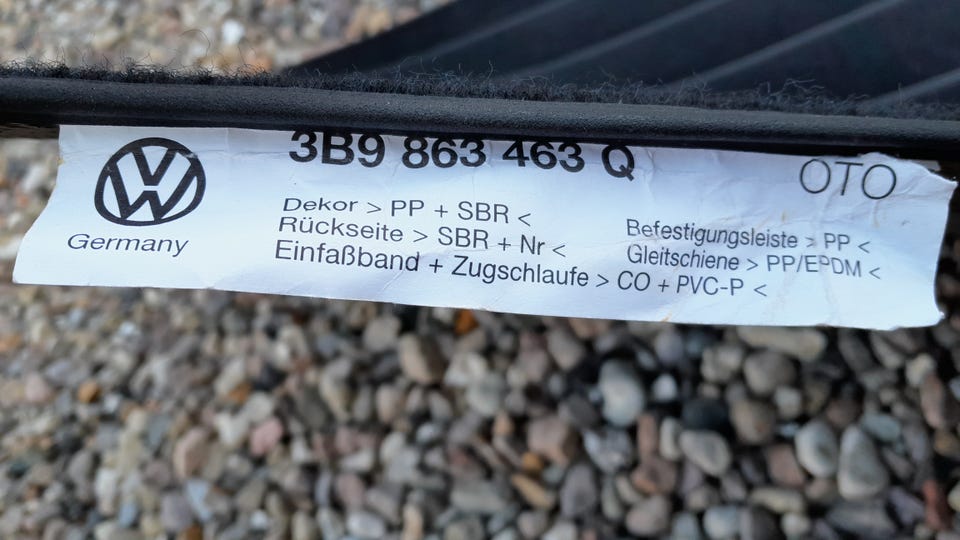 3B9 863 463 Q
OTO
Germany
Dekor > PP + SBR <
Rückseite > SBR + Nr <
Einfaßband + Zugschlaufe > CO + PVC-P <
Befestigungsleiste > PP <
Gleitschiene > PP/EPDM <